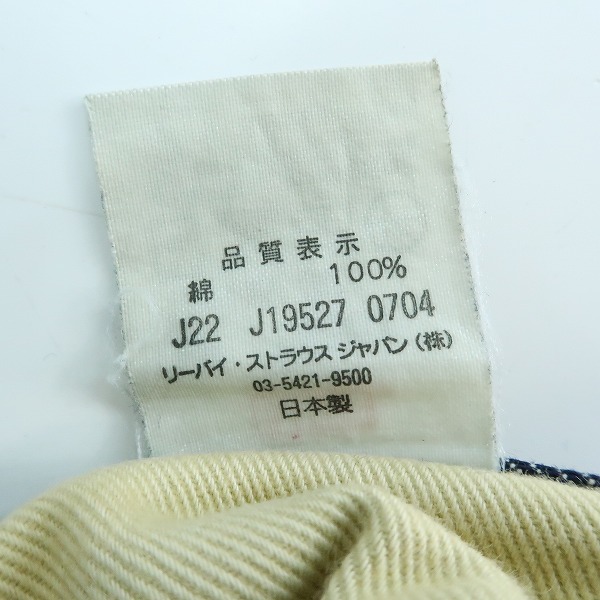 品質表示
綿 100%
J22 J19527 0704
リーバイ・ストラウス ジャパン(株)
03-5421-9500
日本製